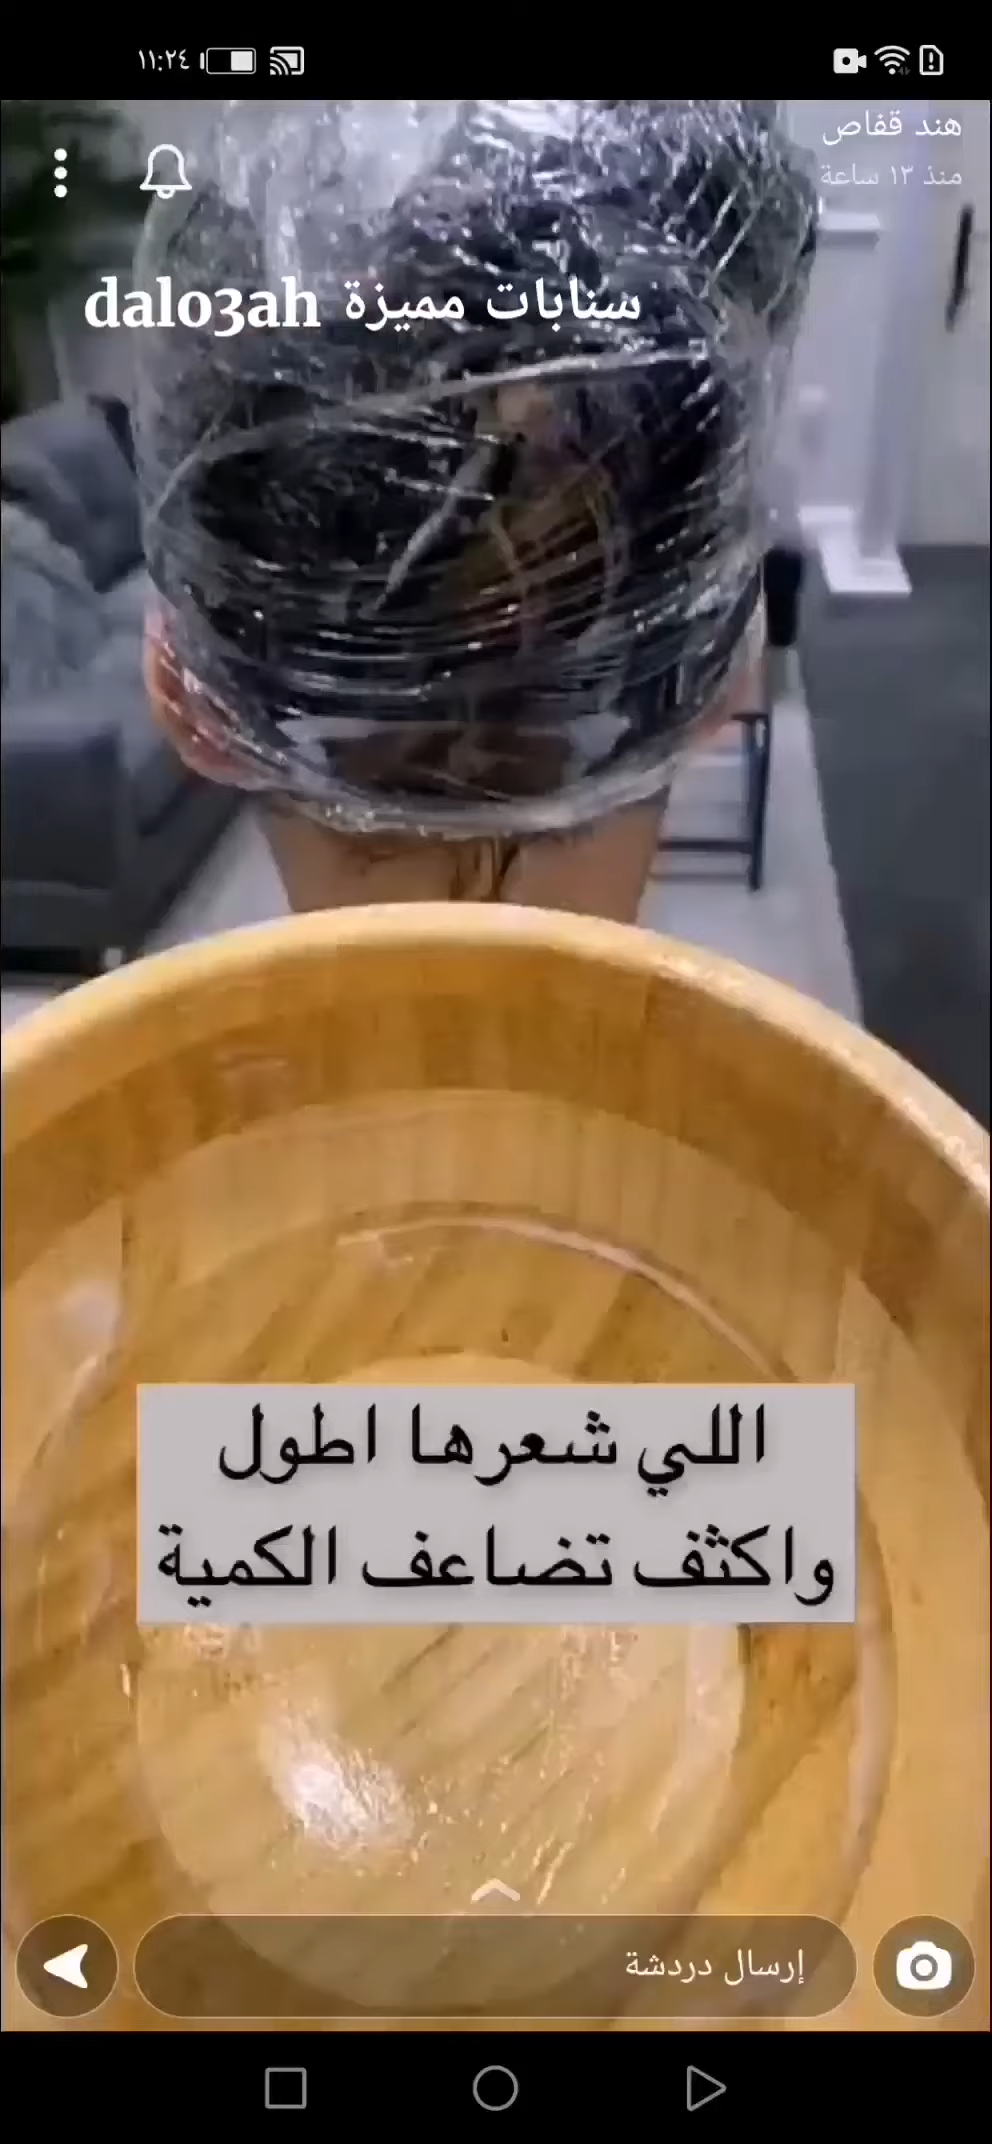 ١١:٢٤
هند قفاص
منذ ١٣ ساعة
سنابات مميزة dalo3ah
اللي شعرها اطول
واكثف تضاعف الكمية
إرسال دردشة